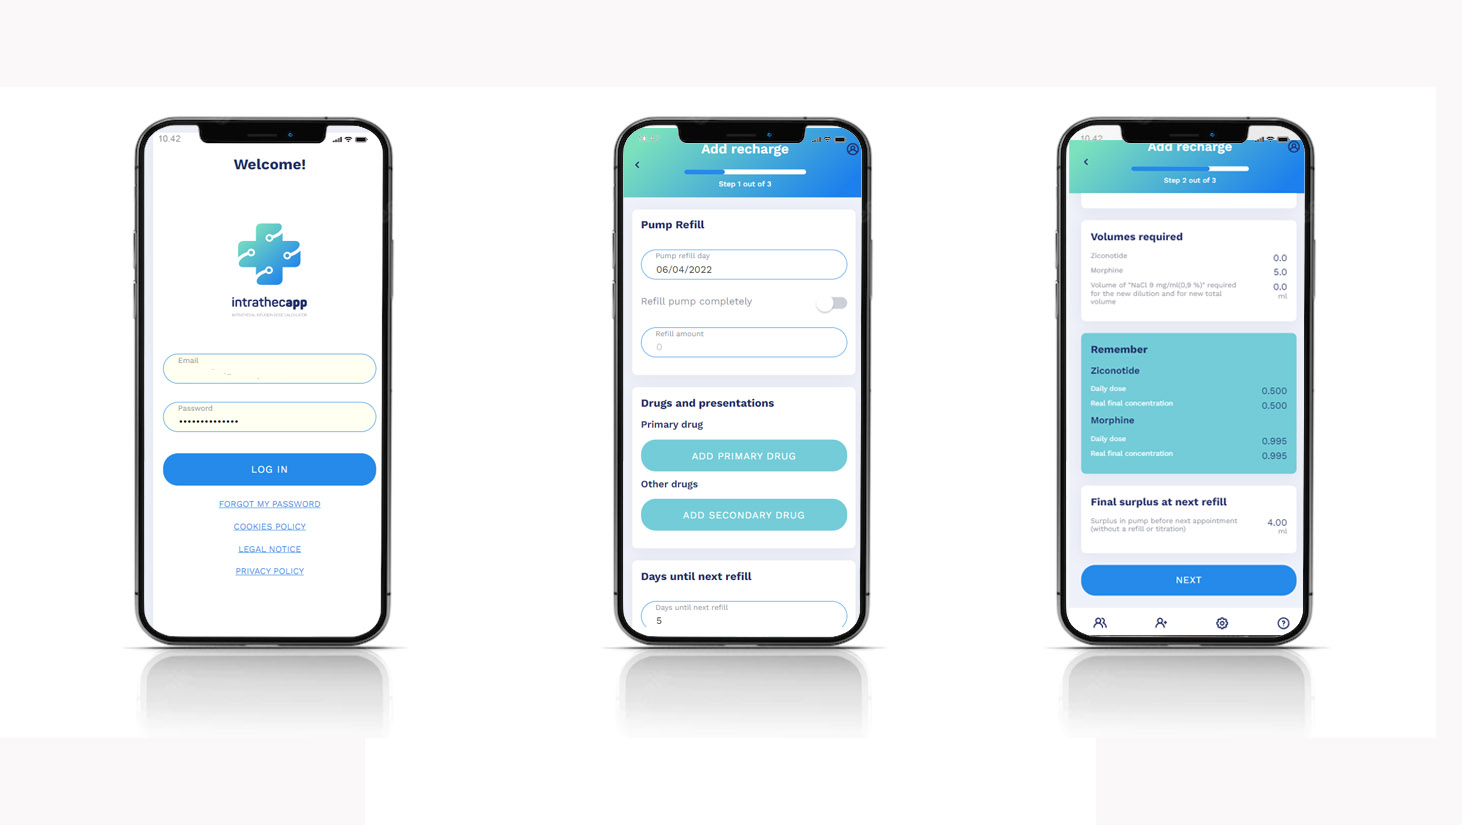 10.42
Welcome!
intrathecapp
Email
Password
••••••••••••••
LOG IN
FORGOT MY PASSWORD
COOKIES POLICY
LEGAL NOTICE
PRIVACY POLICY
Add recharge
Step 1 out of 3
Pump Refill
Pump refill day
06/04/2022
Refill pump completely
Refill amount
0
Drugs and presentations
Primary drug
ADD PRIMARY DRUG
Other drugs
ADD SECONDARY DRUG
Days until next refill
Days until next refill
5
10.42
Add recharge
Step 2 out of 3
Volumes required
Ziconotide 0.0
Morphine 5.0
Volume of "NaCl 9 mg/ml(0,9 %)" required 0.0
for the new dilution and for new total ml
volume
Remember
Ziconotide
Daily dose 0.500
Real final concentration 0.500
Morphine
Daily dose 0.995
Real final concentration 0.995
Final surplus at next refill
Surplus in pump before next appointment 4.00
(without a refill or titration) ml
NEXT